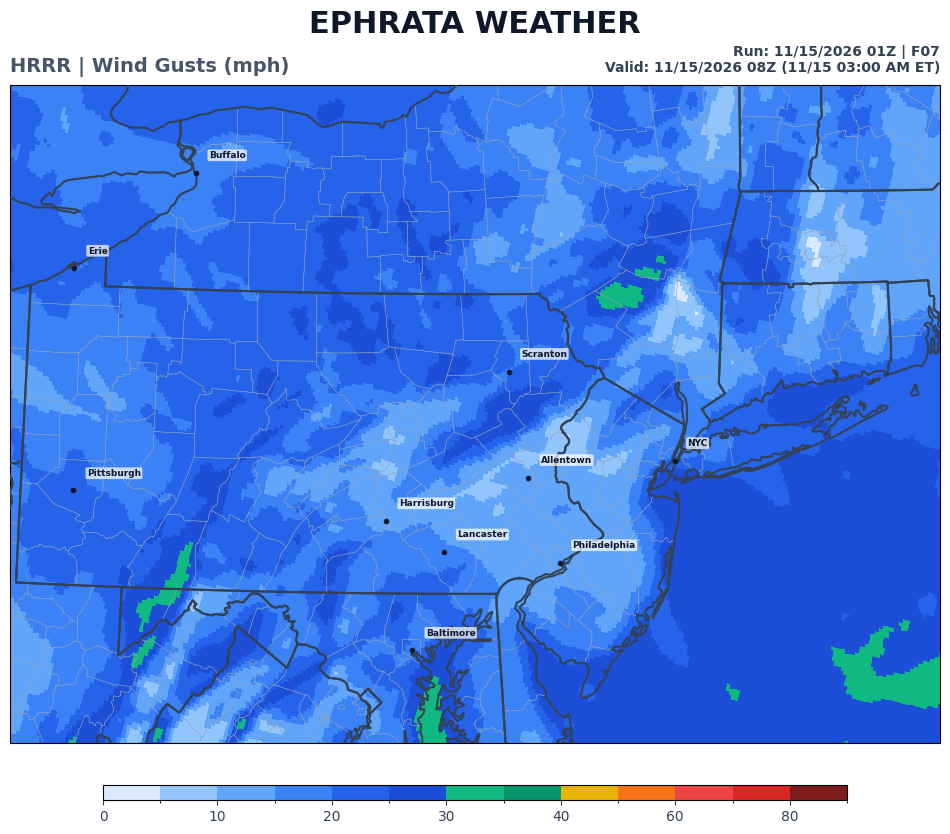 EPHRATA WEATHER
HRRR | Wind Gusts (mph)
Run: 11/15/2026 01Z | F07
Valid: 11/15/2026 08Z (11/15 03:00 AM ET)
Buffalo
Erie
Scranton
NYC
Allentown
Pittsburgh
Harrisburg
Lancaster
Philadelphia
Baltimore
0 10 20 30 40 60 80